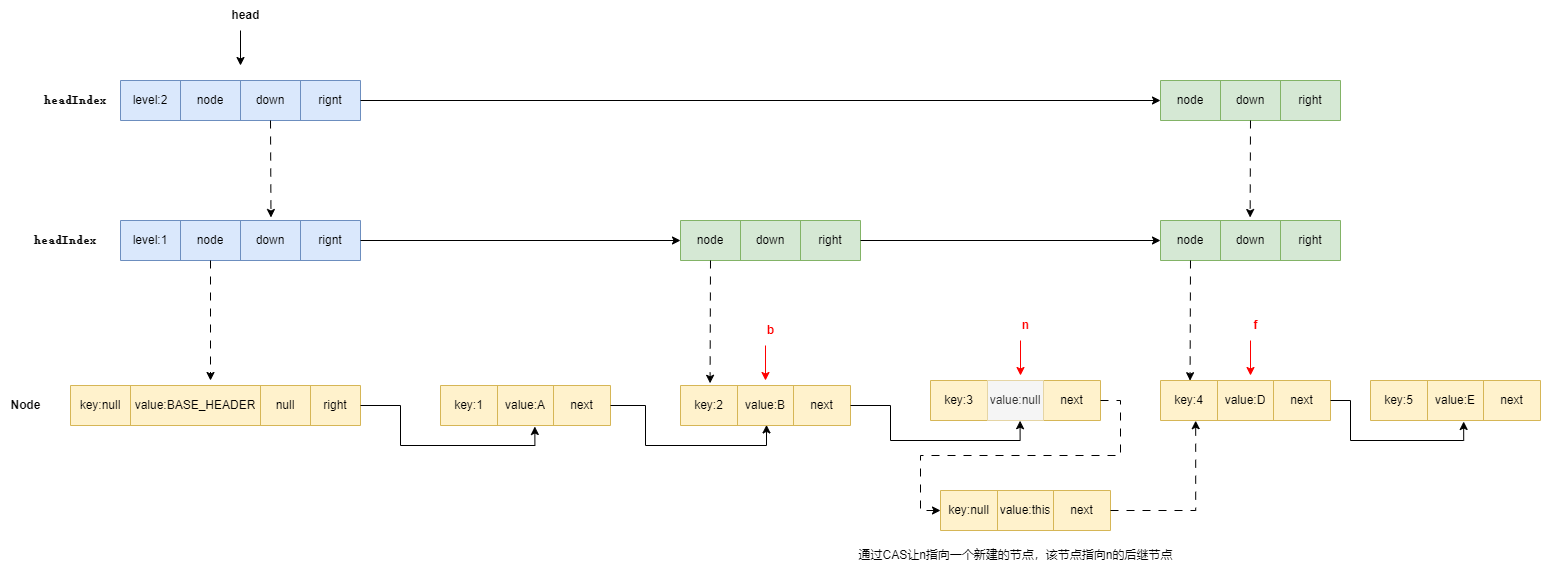 head
headIndex level:2 node down rignt node down right
headIndex level:1 node down rignt node down right node down right
b n f
Node key:null value:BASE_HEADER null right key:1 value:A next key:2 value:B next key:3 value:null next key:4 value:D next key:5 value:E next
key:null value:this next
通过CAS让n指向一个新建的节点，该节点指向n的后继节点